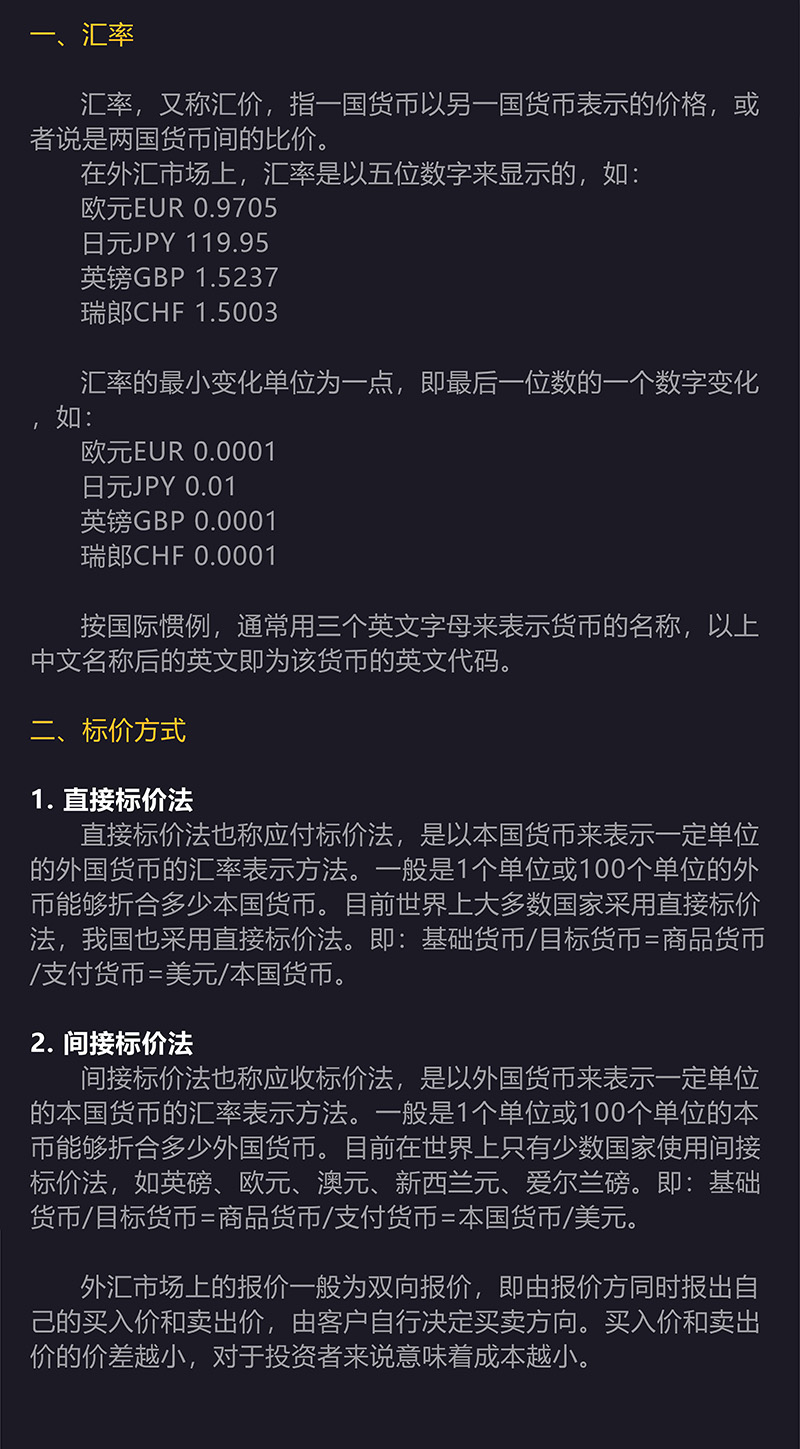 一、汇率
汇率，又称汇价，指一国货币以另一国货币表示的价格，或
者说是两国货币间的比价。
在外汇市场上，汇率是以五位数字来显示的，如：
欧元EUR 0.9705
日元JPY 119.95
英镑GBP 1.5237
瑞郎CHF 1.5003
汇率的最小变化单位为一点，即最后一位数的一个数字变化
，如：
欧元EUR 0.0001
日元JPY 0.01
英镑GBP 0.0001
瑞郎CHF 0.0001
按国际惯例，通常用三个英文字母来表示货币的名称，以上
中文名称后的英文即为该货币的英文代码。
二、标价方式
1. 直接标价法
直接标价法也称应付标价法，是以本国货币来表示一定单位
的外国货币的汇率表示方法。一般是1个单位或100个单位的外
币能够折合多少本国货币。目前世界上大多数国家采用直接标价
法，我国也采用直接标价法。即：基础货币/目标货币=商品货币
/支付货币=美元/本国货币。
2. 间接标价法
间接标价法也称应收标价法，是以外国货币来表示一定单位
的本国货币的汇率表示方法。一般是1个单位或100个单位的本
币能够折合多少外国货币。目前在世界上只有少数国家使用间接
标价法，如英磅、欧元、澳元、新西兰元、爱尔兰磅。即：基础
货币/目标货币=商品货币/支付货币=本国货币/美元。
外汇市场上的报价一般为双向报价，即由报价方同时报出自
己的买入价和卖出价，由客户自行决定买卖方向。买入价和卖出
价的价差越小，对于投资者来说意味着成本越小。